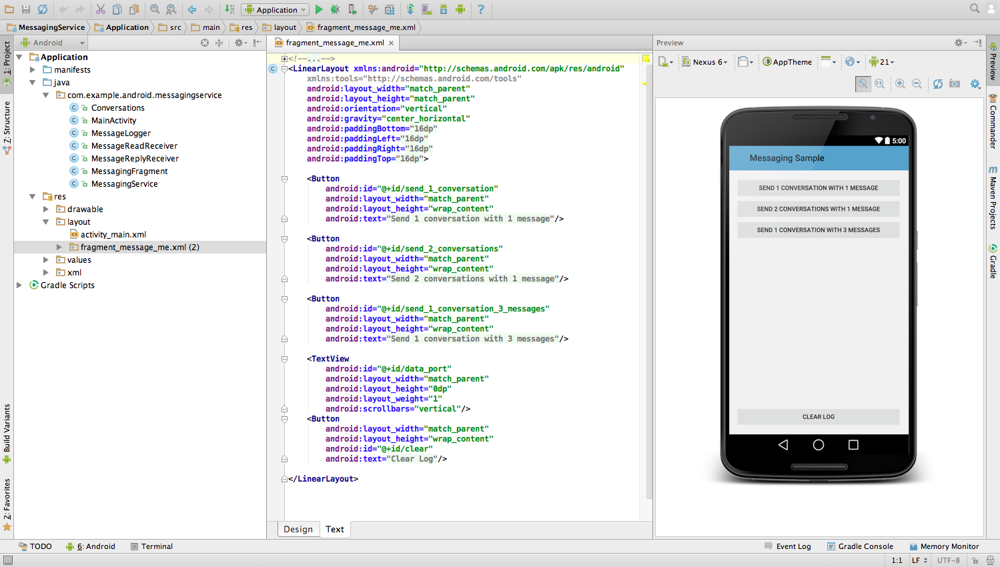 Application
MessagingService
Application
src
main
res
layout
fragment_message_me.xml
1: Project
Z: Structure
Build Variants
2: Favorites
Android
Application
manifests
java
com.example.android.messagingservice
Conversations
MainActivity
MessageLogger
MessageReadReceiver
MessageReplyReceiver
MessagingFragment
MessagingService
res
drawable
layout
activity_main.xml
fragment_message_me.xml (2)
values
xml
Gradle Scripts
fragment_message_me.xml
<!--...-->
<LinearLayout xmlns:android="http://schemas.android.com/apk/res/android"
xmlns:tools="http://schemas.android.com/tools"
android:layout_width="match_parent"
android:layout_height="match_parent"
android:orientation="vertical"
android:gravity="center_horizontal"
android:paddingBottom="16dp"
android:paddingLeft="16dp"
android:paddingRight="16dp"
android:paddingTop="16dp">
<Button
android:id="@+id/send_1_conversation"
android:layout_width="match_parent"
android:layout_height="wrap_content"
android:text="Send 1 conversation with 1 message"/>
<Button
android:id="@+id/send_2_conversations"
android:layout_width="match_parent"
android:layout_height="wrap_content"
android:text="Send 2 conversations with 1 message"/>
<Button
android:id="@+id/send_1_conversation_3_messages"
android:layout_width="match_parent"
android:layout_height="wrap_content"
android:text="Send 1 conversation with 3 messages"/>
<TextView
android:id="@+id/data_port"
android:layout_width="match_parent"
android:layout_height="0dp"
android:layout_weight="1"
android:scrollbars="vertical"/>
<Button
android:layout_width="match_parent"
android:layout_height="wrap_content"
android:id="@+id/clear"
android:text="Clear Log"/>
</LinearLayout>
Design
Text
Preview
Nexus 6
AppTheme
21
5:00
Messaging Sample
SEND 1 CONVERSATION WITH 1 MESSAGE
SEND 2 CONVERSATIONS WITH 1 MESSAGE
SEND 1 CONVERSATION WITH 3 MESSAGES
CLEAR LOG
Preview
Commander
Maven Projects
Gradle
TODO
6: Android
Terminal
Event Log
Gradle Console
Memory Monitor
1:1
LF
UTF-8